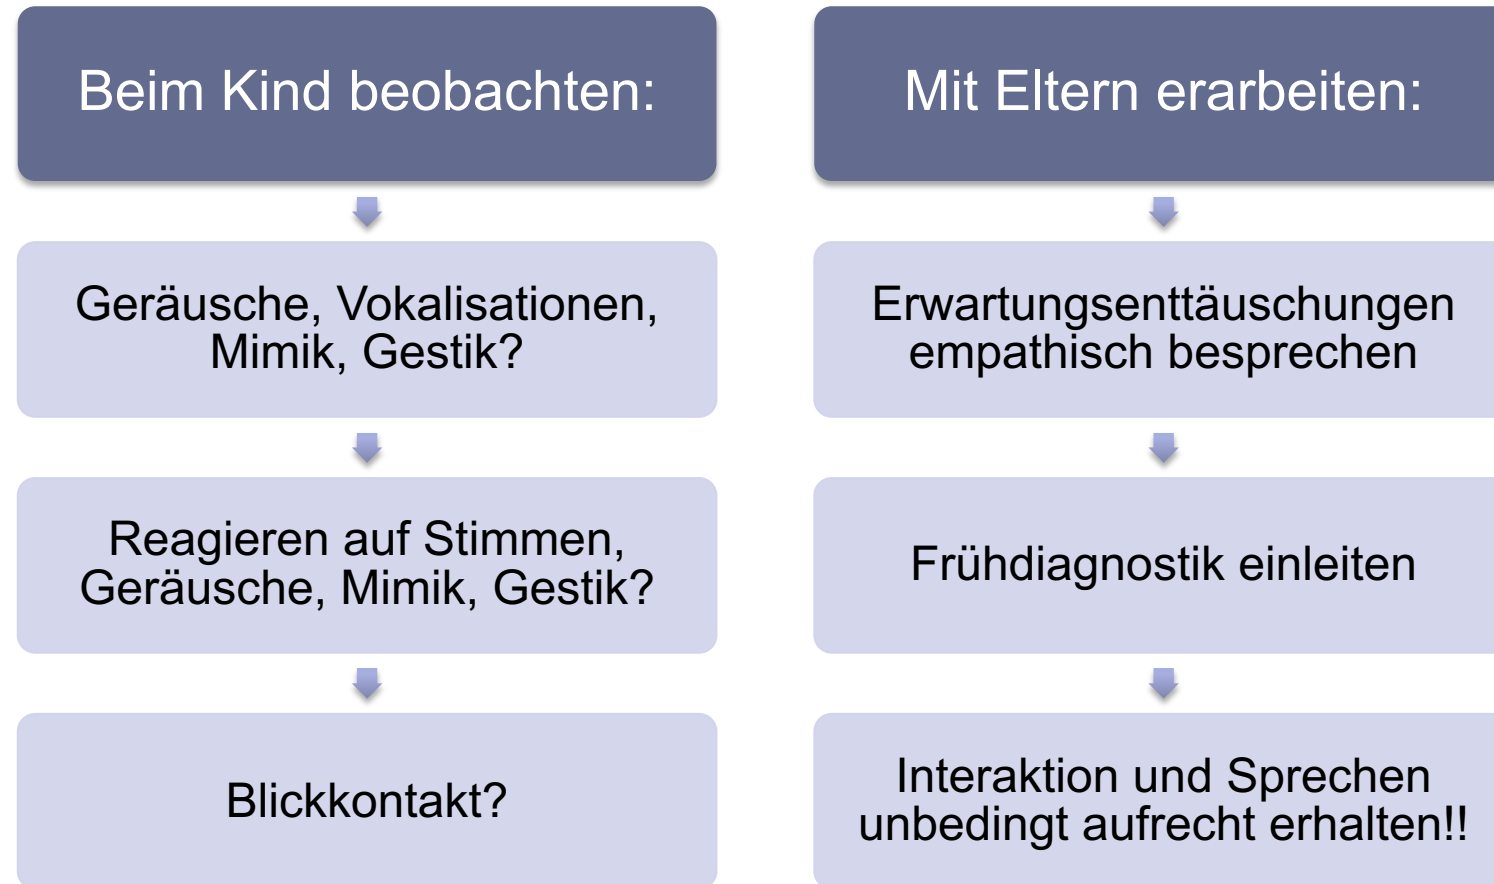 Beim Kind beobachten:
Geräusche, Vokalisationen,
Mimik, Gestik?
Reagieren auf Stimmen,
Geräusche, Mimik, Gestik?
Blickkontakt?
Mit Eltern erarbeiten:
Erwartungsenttäuschungen
empathisch besprechen
Frühdiagnostik einleiten
Interaktion und Sprechen
unbedingt aufrecht erhalten!!